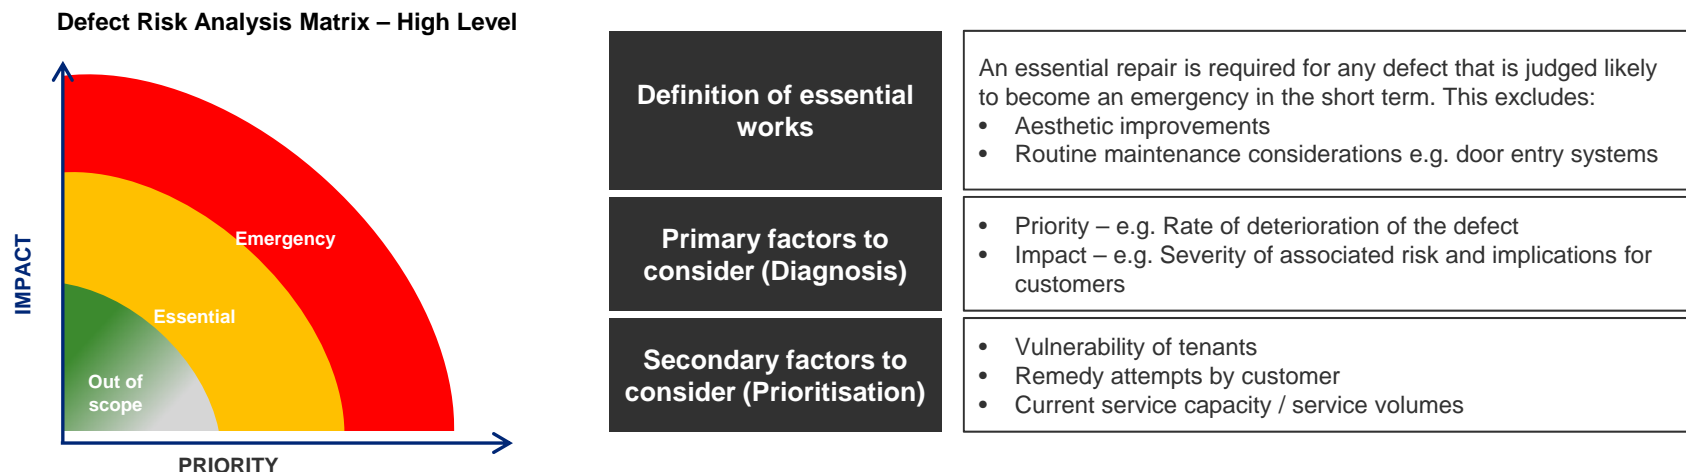 Defect Risk Analysis Matrix – High Level
IMPACT
Emergency
Essential
Out of
scope
PRIORITY
Definition of essential
works
An essential repair is required for any defect that is judged likely
to become an emergency in the short term. This excludes:
• Aesthetic improvements
• Routine maintenance considerations e.g. door entry systems
Primary factors to
consider (Diagnosis)
• Priority – e.g. Rate of deterioration of the defect
• Impact – e.g. Severity of associated risk and implications for
customers
Secondary factors to
consider (Prioritisation)
• Vulnerability of tenants
• Remedy attempts by customer
• Current service capacity / service volumes